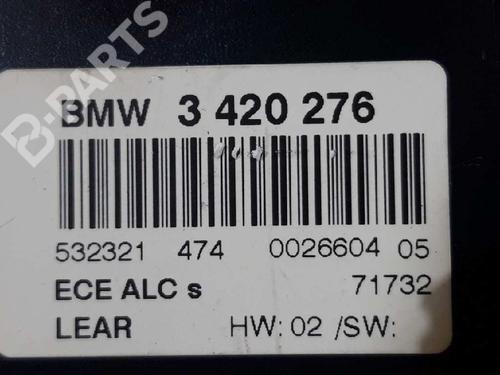 B-PARTS
BMW 3 420 276
532321 474 0026604 05
ECE ALC s 71732
LEAR HW: 02 /SW: